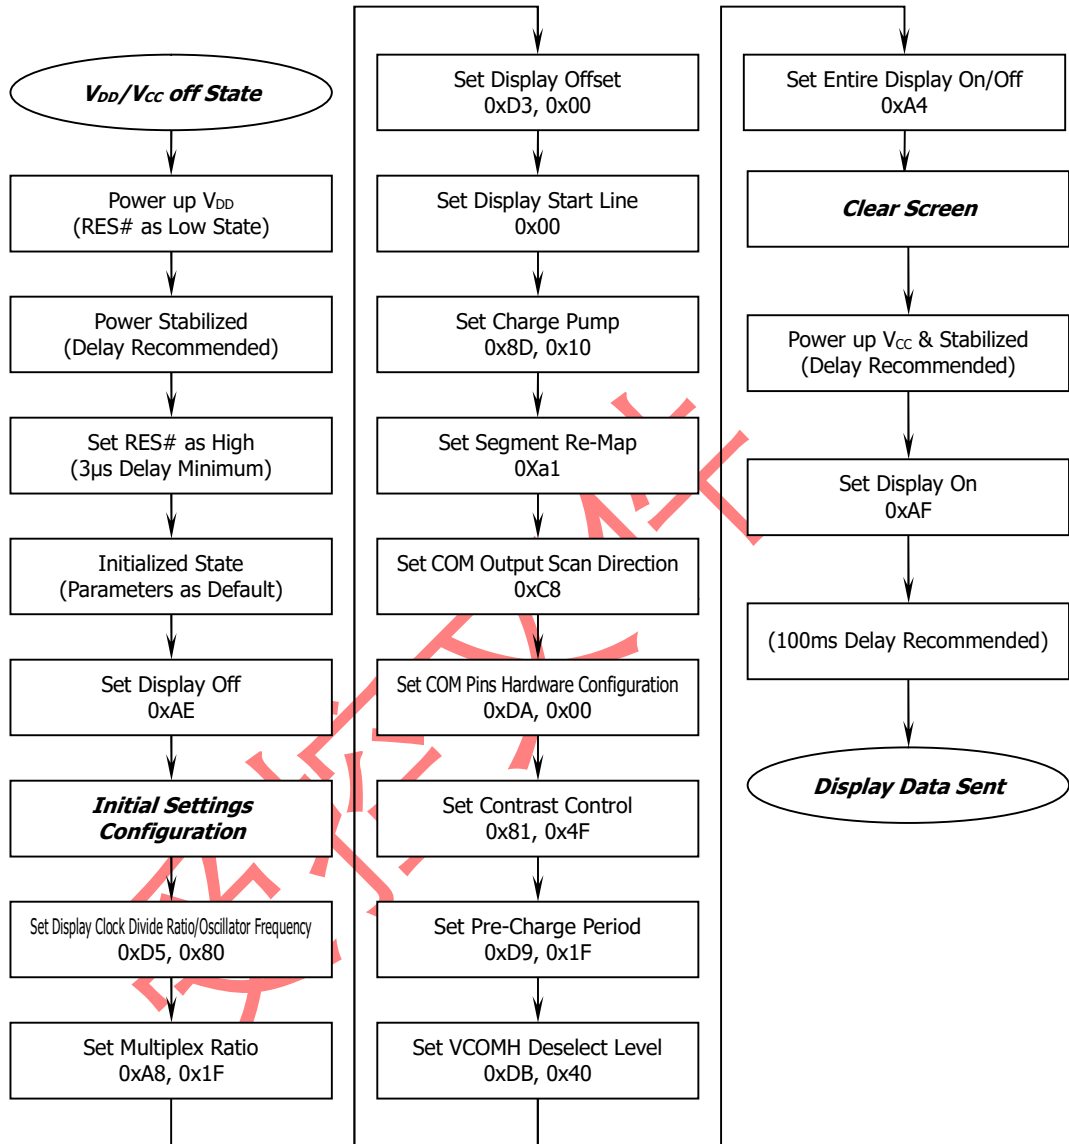 V_DD/V_CC off State
Power up V_DD
(RES# as Low State)
Power Stabilized
(Delay Recommended)
Set RES# as High
(3μs Delay Minimum)
Initialized State
(Parameters as Default)
Set Display Off
0xAE
Initial Settings
Configuration
Set Display Clock Divide Ratio/Oscillator Frequency
0xD5, 0x80
Set Multiplex Ratio
0xA8, 0x1F
Set Display Offset
0xD3, 0x00
Set Display Start Line
0x00
Set Charge Pump
0x8D, 0x10
Set Segment Re-Map
0Xa1
Set COM Output Scan Direction
0xC8
Set COM Pins Hardware Configuration
0xDA, 0x00
Set Contrast Control
0x81, 0x4F
Set Pre-Charge Period
0xD9, 0x1F
Set VCOMH Deselect Level
0xDB, 0x40
Set Entire Display On/Off
0xA4
Clear Screen
Power up V_CC & Stabilized
(Delay Recommended)
Set Display On
0xAF
(100ms Delay Recommended)
Display Data Sent